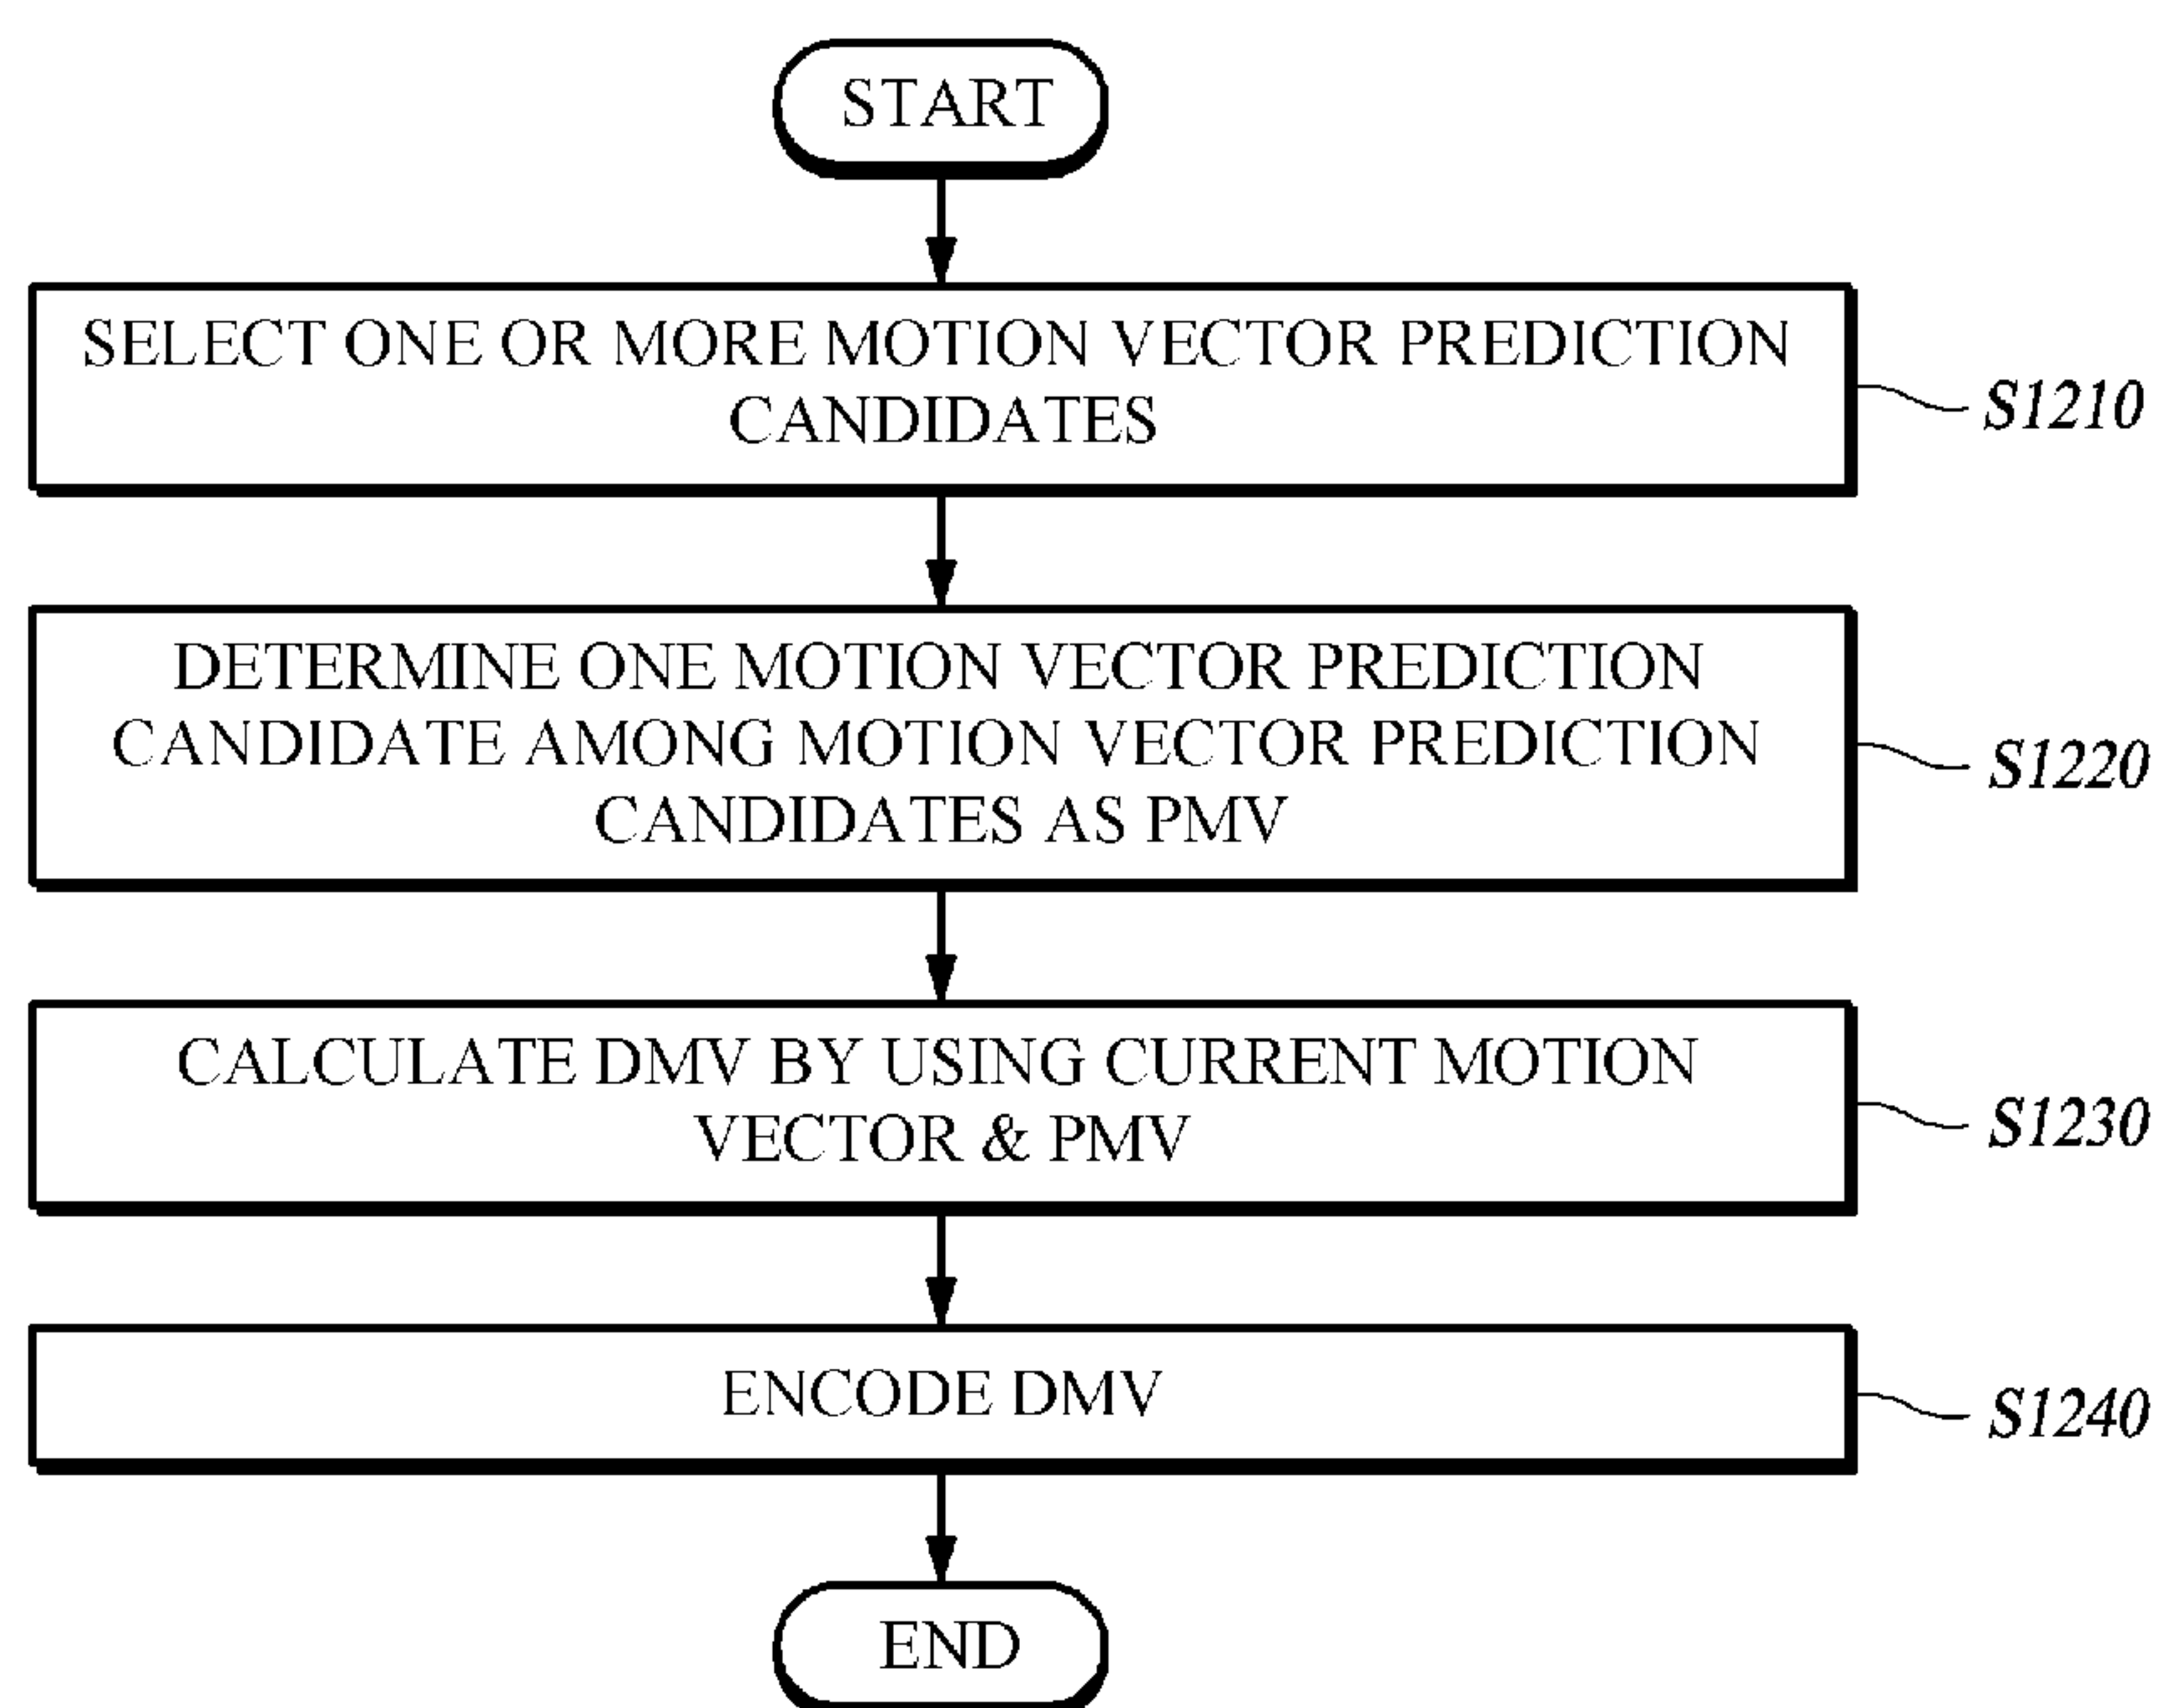 START
SELECT ONE OR MORE MOTION VECTOR PREDICTION
CANDIDATES
S1210
DETERMINE ONE MOTION VECTOR PREDICTION
CANDIDATE AMONG MOTION VECTOR PREDICTION
CANDIDATES AS PMV
S1220
CALCULATE DMV BY USING CURRENT MOTION
VECTOR & PMV
S1230
ENCODE DMV
S1240
END